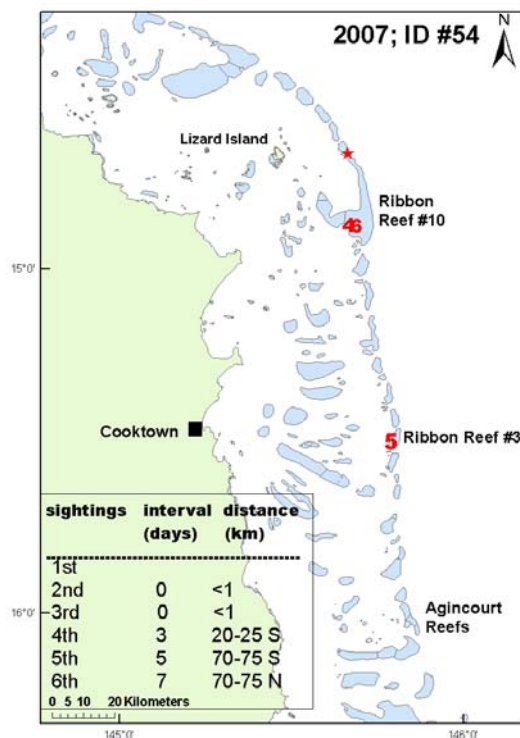 2007; ID #54
N
Lizard Island
Ribbon
Reef #10
46
15°0'
Cooktown
5
Ribbon Reef #3
sightings interval distance
(days) (km)
1st
2nd 0 <1
3rd 0 <1
4th 3 20-25 S
5th 5 70-75 S
6th 7 70-75 N
16°0'
Agincourt
Reefs
0 5 10 20 Kilometers
145°0'
146°0'